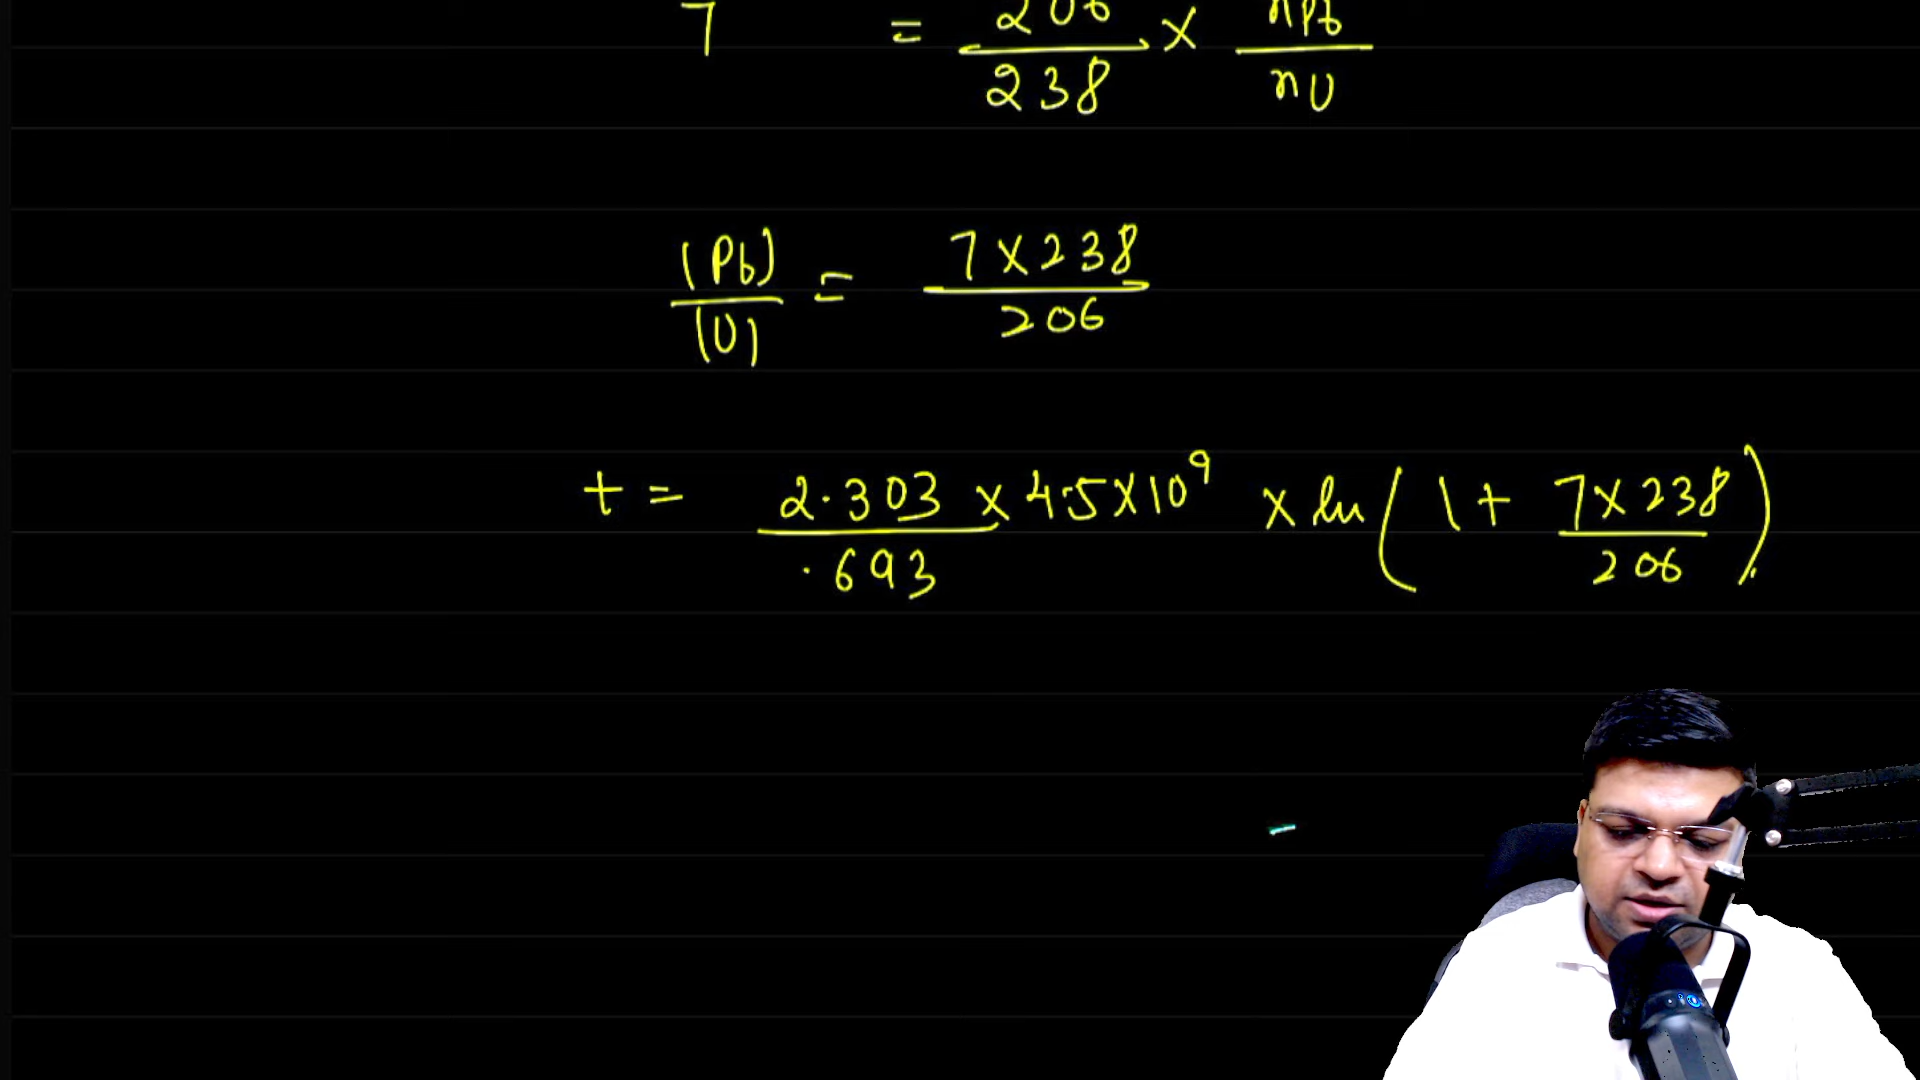 7 = 206/238 × nPb/nU
(Pb)/(U) = 7×238/206
t = 2.303/.693 × 4.5×10⁹ × ln(1 + 7×238/206)